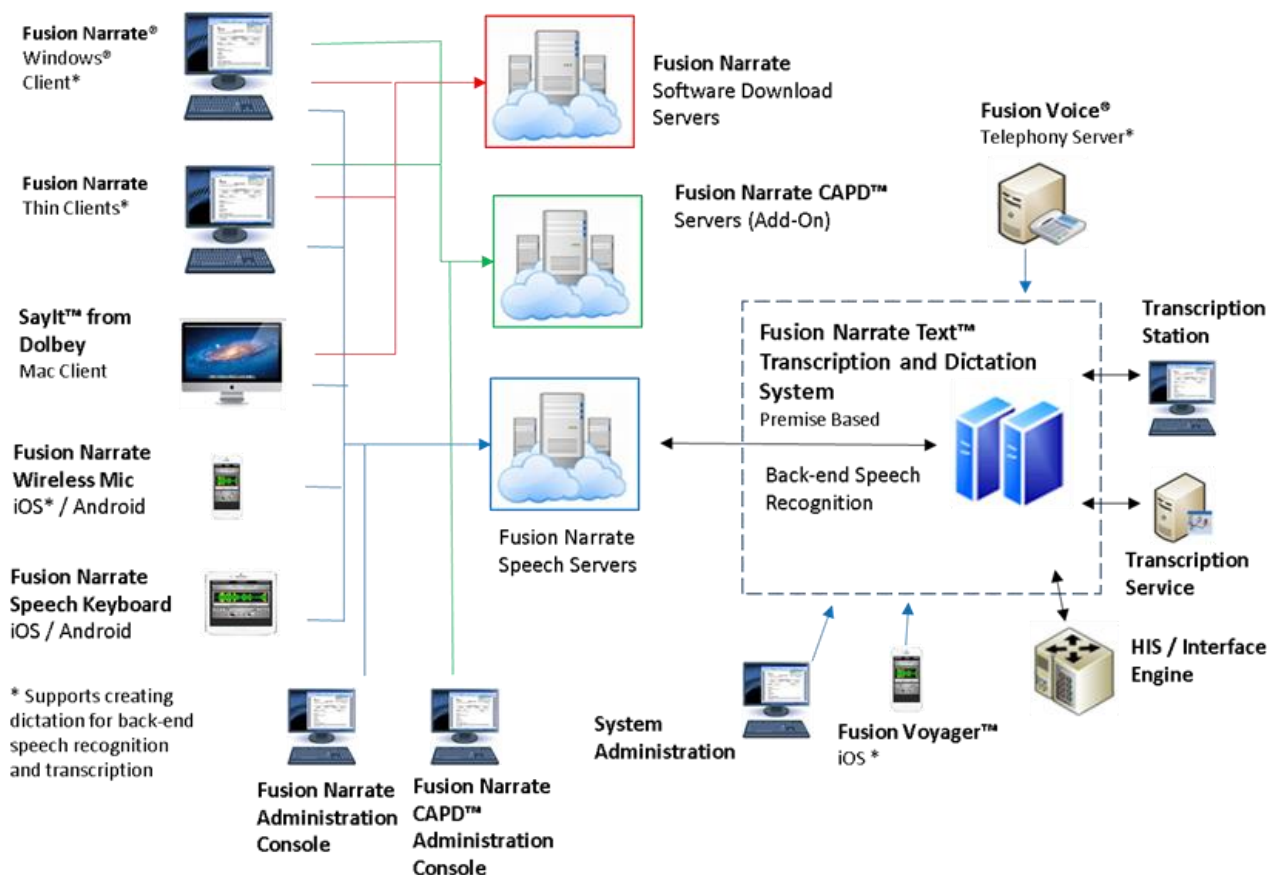 Fusion Narrate®
Windows®
Client*
Fusion Narrate
Software Download
Servers
Fusion Voice®
Telephony Server*
Fusion Narrate
Thin Clients*
Fusion Narrate CAPD™
Servers (Add-On)
SayIt™ from
Dolbey
Mac Client
Fusion Narrate Text™
Transcription and Dictation
System
Premise Based
Back-end Speech
Recognition
Transcription
Station
Fusion Narrate
Wireless Mic
iOS* / Android
Fusion Narrate
Speech Servers
Transcription
Service
Fusion Narrate
Speech Keyboard
iOS / Android
HIS / Interface
Engine
* Supports creating
dictation for back-end
speech recognition
and transcription
System
Administration
Fusion Voyager™
iOS *
Fusion Narrate
Administration
Console
Fusion Narrate
CAPD™
Administration
Console